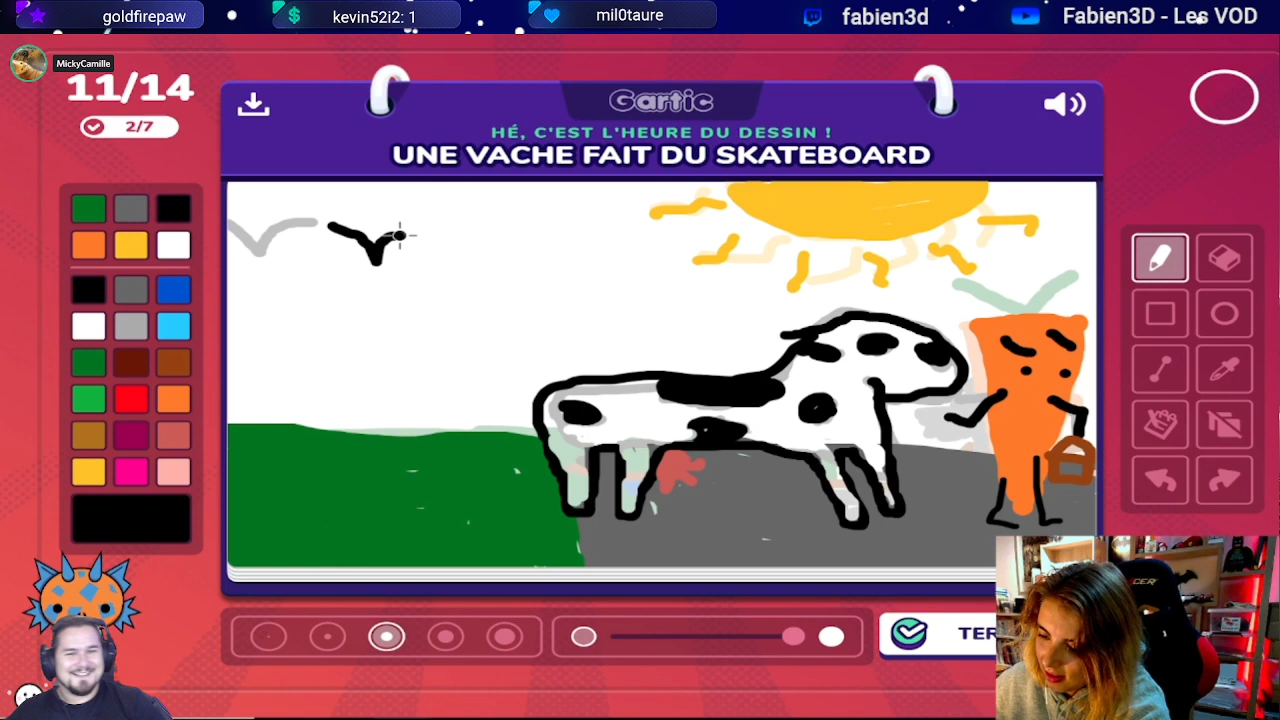 goldfirepaw
kevin52i2: 1
mil0taure
fabien3d
Fabien3D - Les VOD
MickyCamille
11/14
2/7
Gartic
HÉ, C'EST L'HEURE DU DESSIN !
UNE VACHE FAIT DU SKATEBOARD
TER